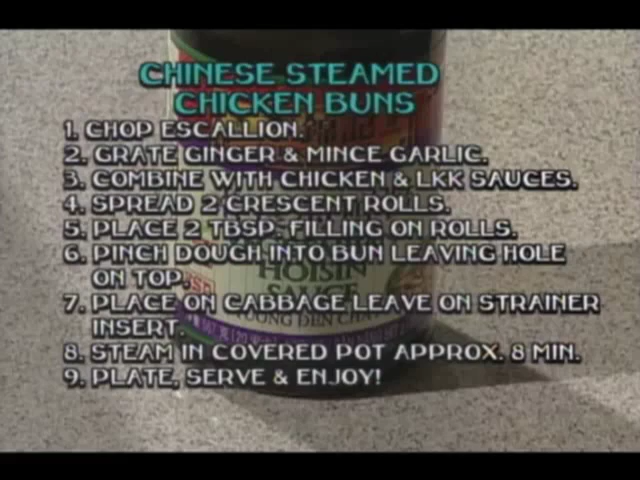 CHINESE STEAMED
CHICKEN BUNS
1. CHOP ESCALLION.
2. GRATE GINGER & MINCE GARLIC.
3. COMBINE WITH CHICKEN & LKK SAUCES.
4. SPREAD 2 CRESCENT ROLLS.
5. PLACE 2 TBSP. FILLING ON ROLLS.
6. PINCH DOUGH INTO BUN LEAVING HOLE
ON TOP.
HOISIN
7. PLACE ON CABBAGE LEAVE ON STRAINER
SAUCE
INSERT.
TUONG DEN
8. STEAM IN COVERED POT APPROX. 8 MIN.
9. PLATE, SERVE & ENJOY!